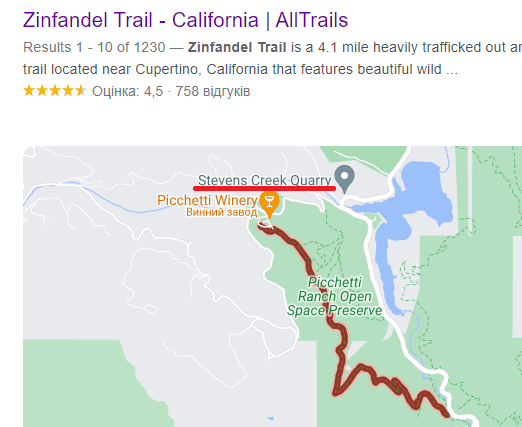 Zinfandel Trail - California | AllTrails
Results 1 - 10 of 1230 — Zinfandel Trail is a 4.1 mile heavily trafficked out
trail located near Cupertino, California that features beautiful wild ...
Оцінка: 4,5 · 758 відгуків
Stevens Creek Quarry
Picchetti Winery
Винний завод
Picchetti
Ranch Open
Space Preserve